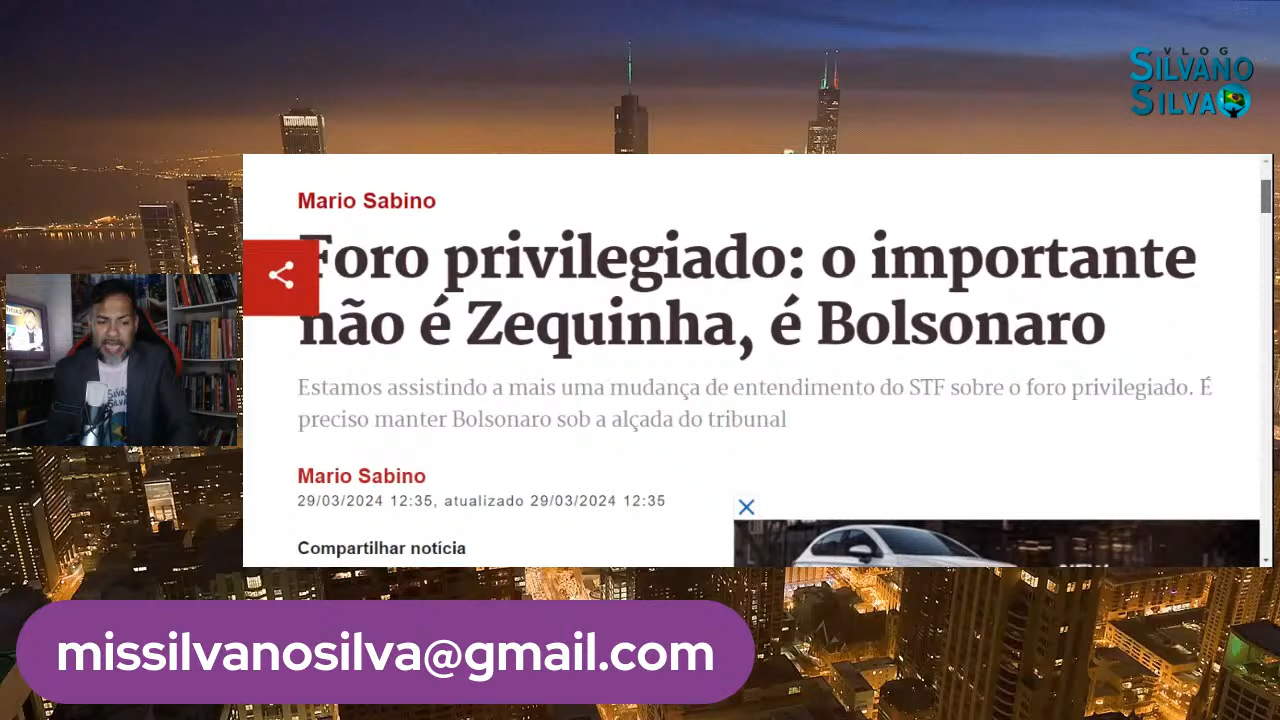 VLOG
SILVANO
SILVA
Mario Sabino
Foro privilegiado: o importante
não é Zequinha, é Bolsonaro
Estamos assistindo a mais uma mudança de entendimento do STF sobre o foro privilegiado. É
preciso manter Bolsonaro sob a alçada do tribunal
Mario Sabino
29/03/2024 12:35, atualizado 29/03/2024 12:35
Compartilhar notícia
missilvanosilva@gmail.com